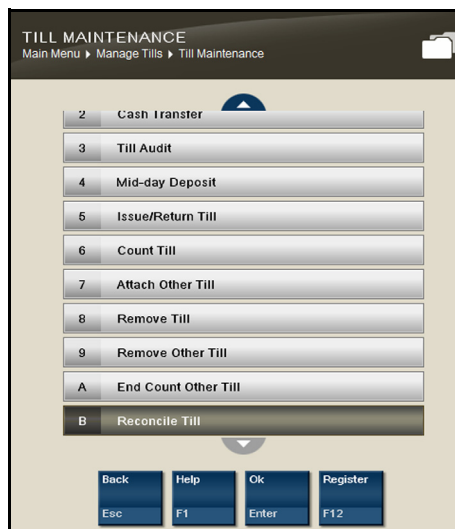 TILL MAINTENANCE
Main Menu ▶ Manage Tills ▶ Till Maintenance
2 Cash Transfer
3 Till Audit
4 Mid-day Deposit
5 Issue/Return Till
6 Count Till
7 Attach Other Till
8 Remove Till
9 Remove Other Till
A End Count Other Till
B Reconcile Till
Back Help Ok Register
Esc F1 Enter F12